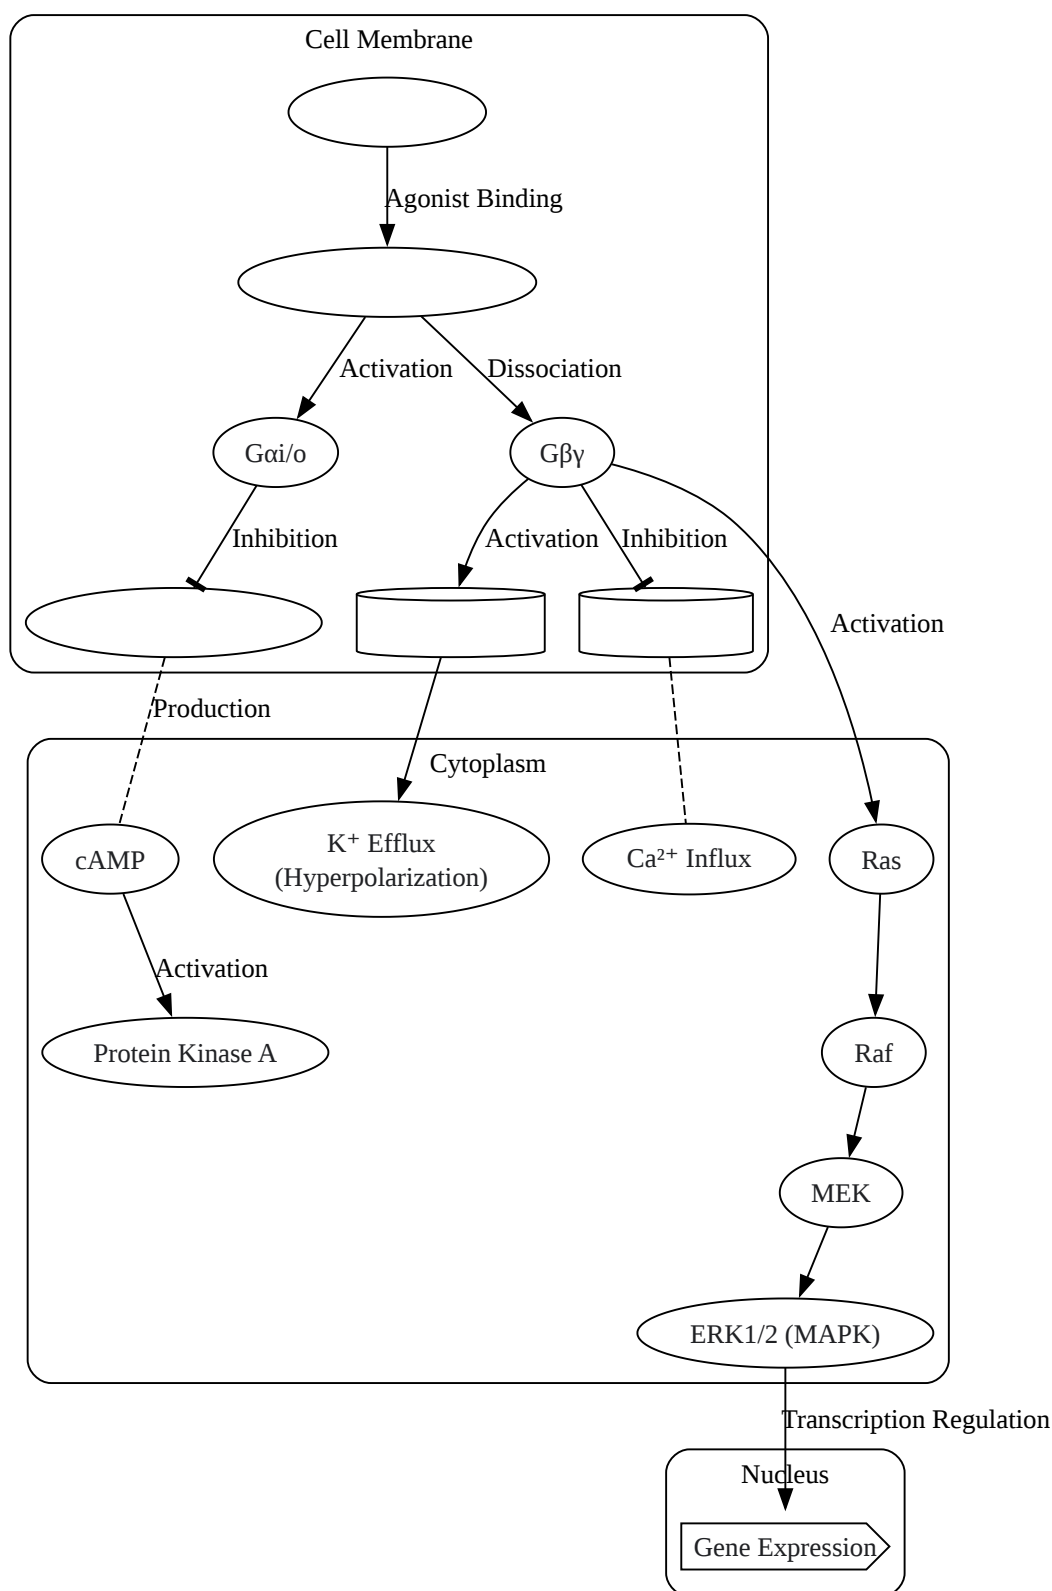 Cell Membrane
Agonist Binding
Activation
Dissociation
Gαi/o
Gβγ
Inhibition
Activation
Inhibition
Activation
Production
Cytoplasm
cAMP
K⁺ Efflux
(Hyperpolarization)
Ca²⁺ Influx
Ras
Activation
Protein Kinase A
Raf
MEK
ERK1/2 (MAPK)
Transcription Regulation
Nucleus
Gene Expression